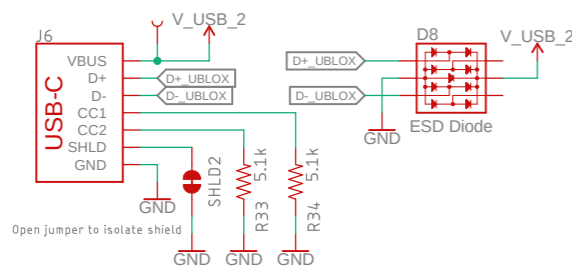 V_USB_2
J6
D8
V_USB_2
USB-C
VBUS
D+
D-
CC1
CC2
SHLD
GND
D+_UBLOX
D-_UBLOX
D+_UBLOX
D-_UBLOX
GND
ESD Diode
SHLD2
5.1k
R33
5.1k
R34
GND
Open jumper to isolate shield
GND
GND
GND